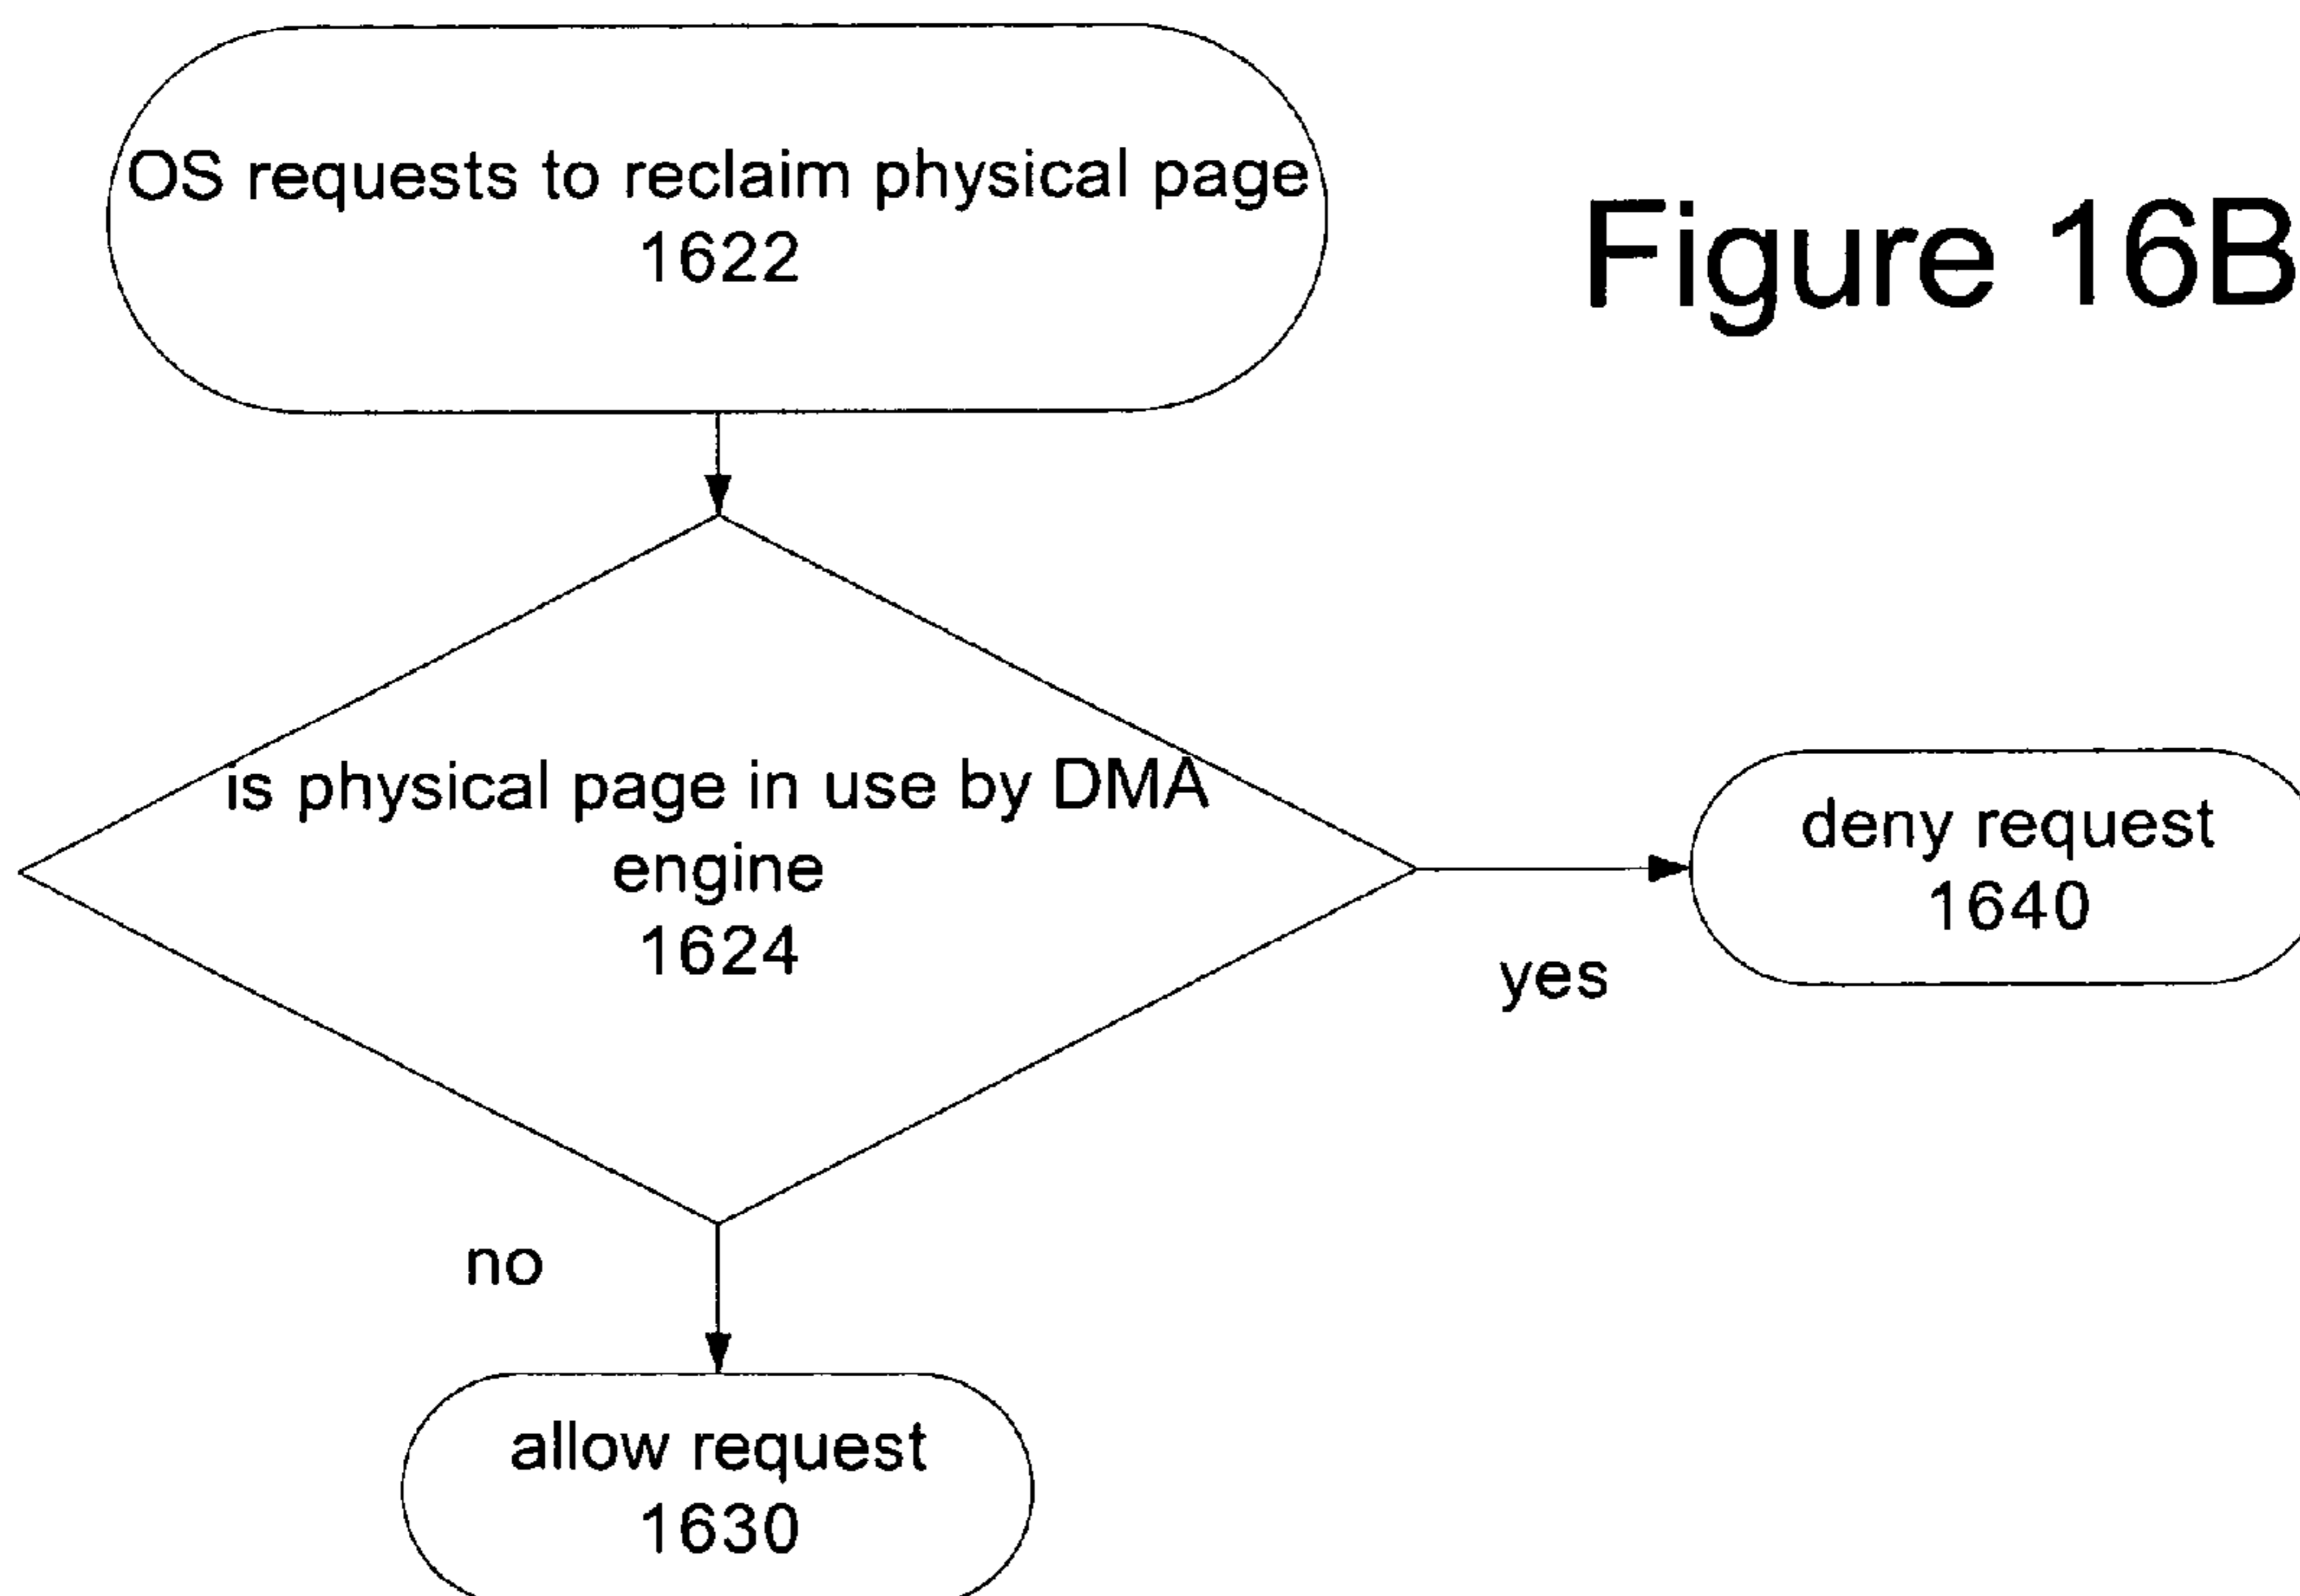 OS requests to reclaim physical page
1622
Figure 16B
is physical page in use by DMA
engine
1624
deny request
1640
yes
no
allow request
1630